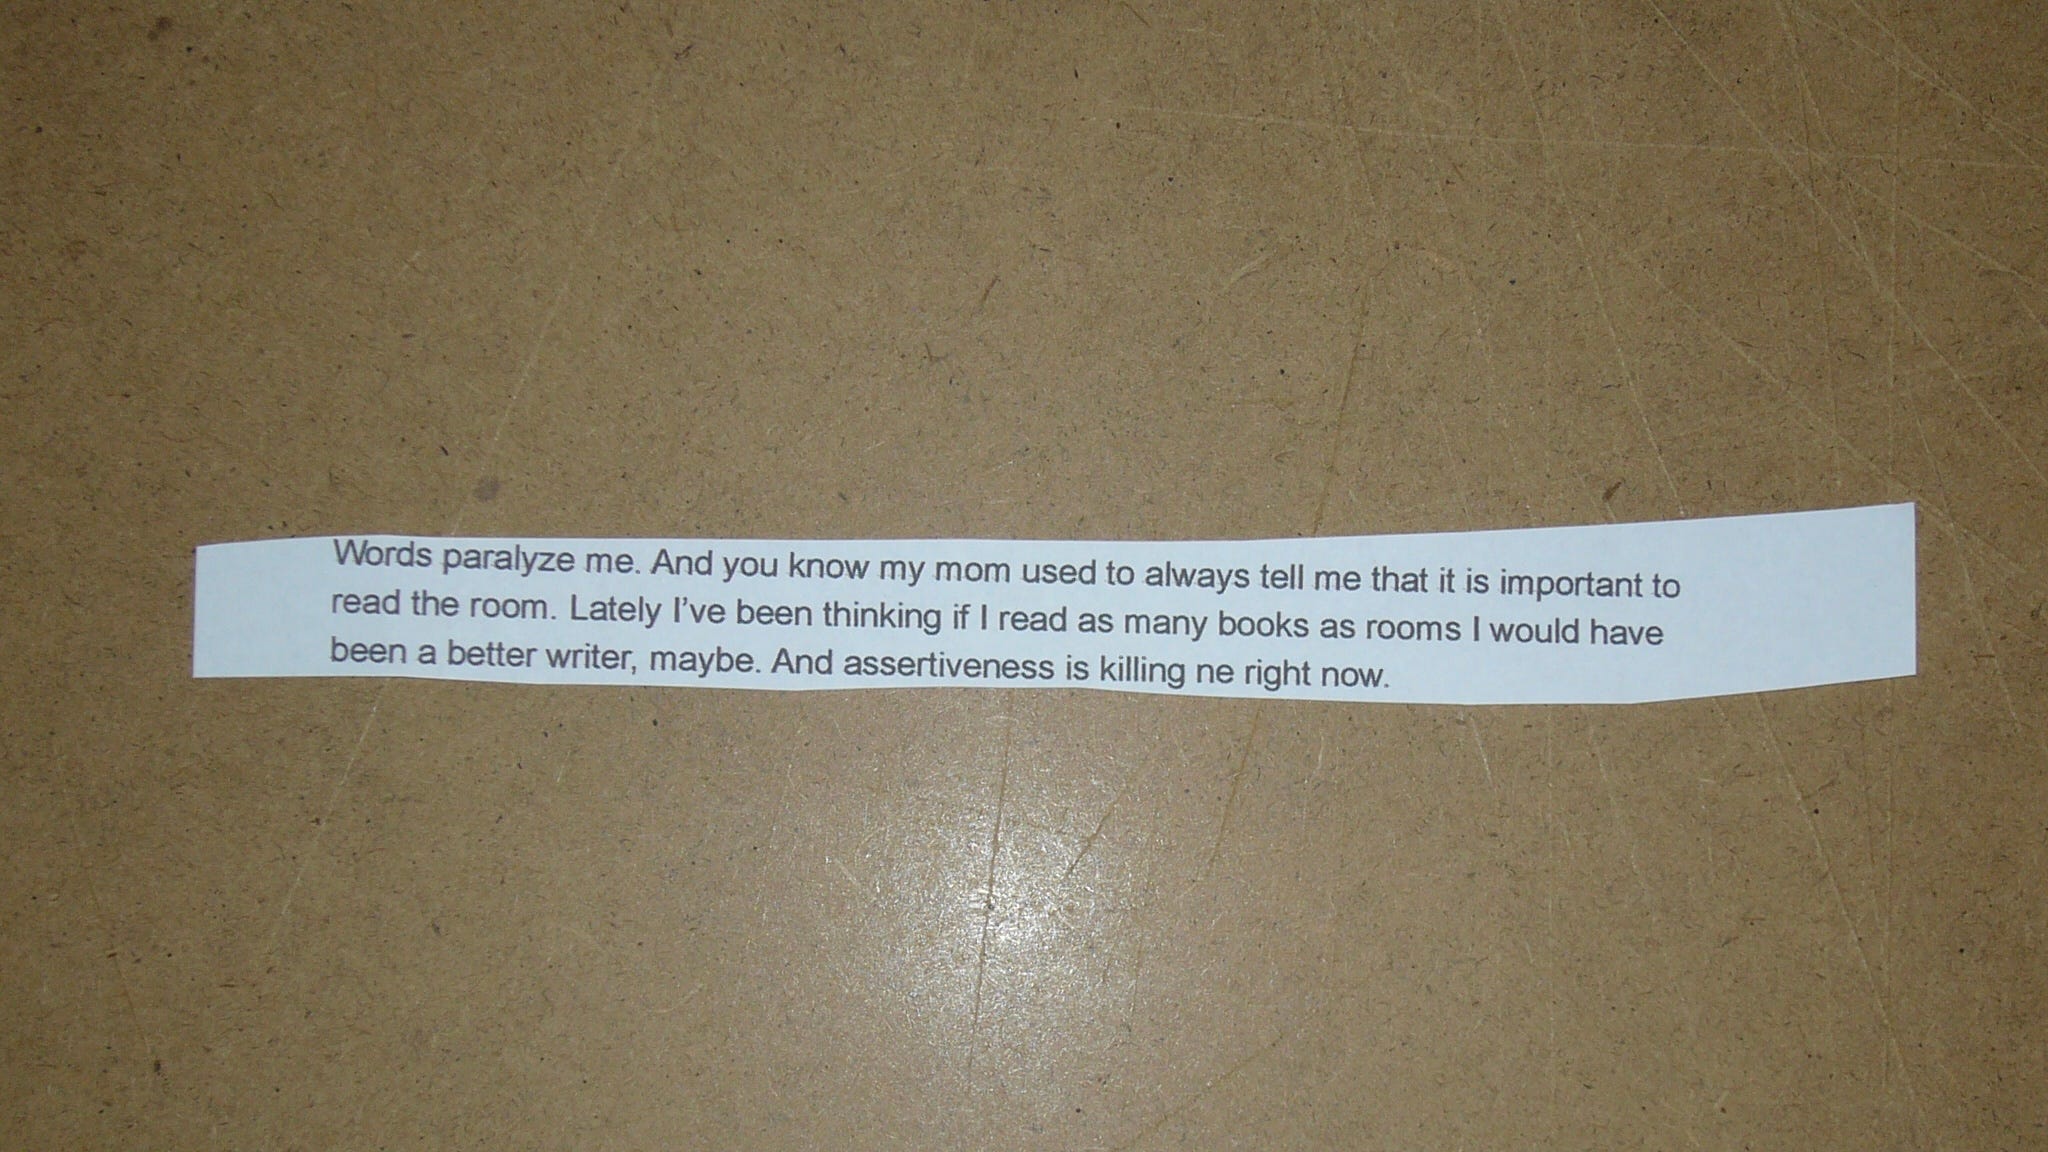 Words paralyze me. And you know my mom used to always tell me that it is important to
read the room. Lately I’ve been thinking if I read as many books as rooms I would have
been a better writer, maybe. And assertiveness is killing ne right now.